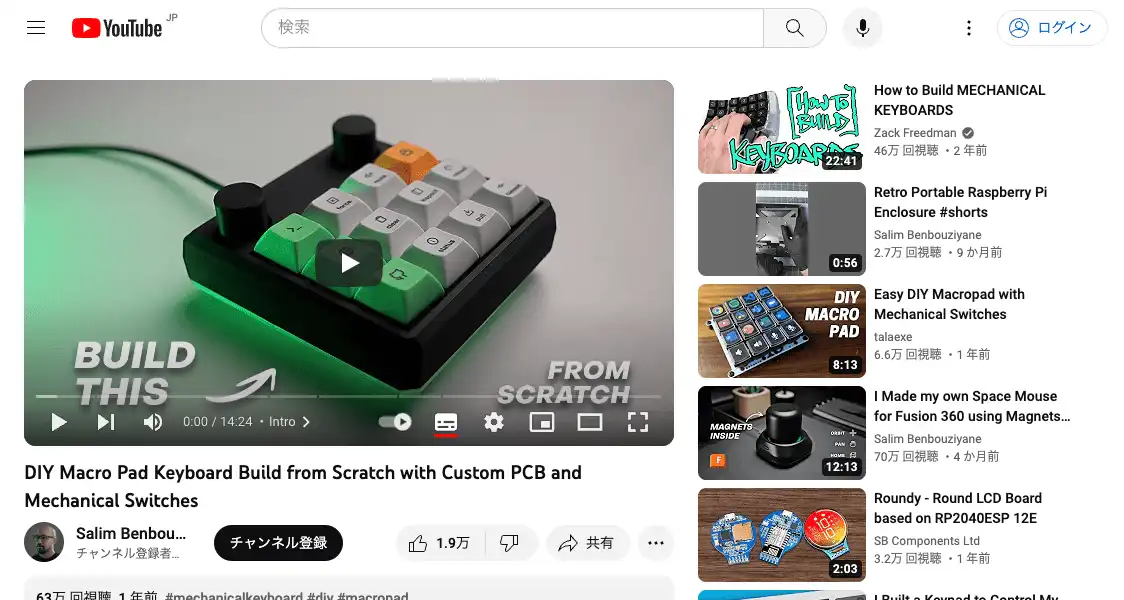 YouTube JP
検索
ログイン
BUILD
THIS
FROM
SCRATCH
0:00 / 14:24 • Intro
DIY Macro Pad Keyboard Build from Scratch with Custom PCB and
Mechanical Switches
Salim Benbou...
チャンネル登録者...
チャンネル登録
1.9万
共有
63万 回視聴 1 年前 #mechanicalkeyboard #diy #macropad
[HOW TO
BUILD]
KEYBOARDS
22:41
How to Build MECHANICAL
KEYBOARDS
Zack Freedman
46万 回視聴 • 2 年前
0:56
Retro Portable Raspberry Pi
Enclosure #shorts
Salim Benbouziyane
2.7万 回視聴 • 9 か月前
DIY
MACRO
PAD
8:13
Easy DIY Macropad with
Mechanical Switches
talaexe
6.6万 回視聴 • 1 年前
MAGNETS
INSIDE
ORBIT
PAN
HOME
F
12:13
I Made my own Space Mouse
for Fusion 360 using Magnets...
Salim Benbouziyane
70万 回視聴 • 4 か月前
2:03
Roundy - Round LCD Board
based on RP2040ESP 12E
SB Components Ltd
3.2万 回視聴 • 1 年前
I Built a Keypad to Control My